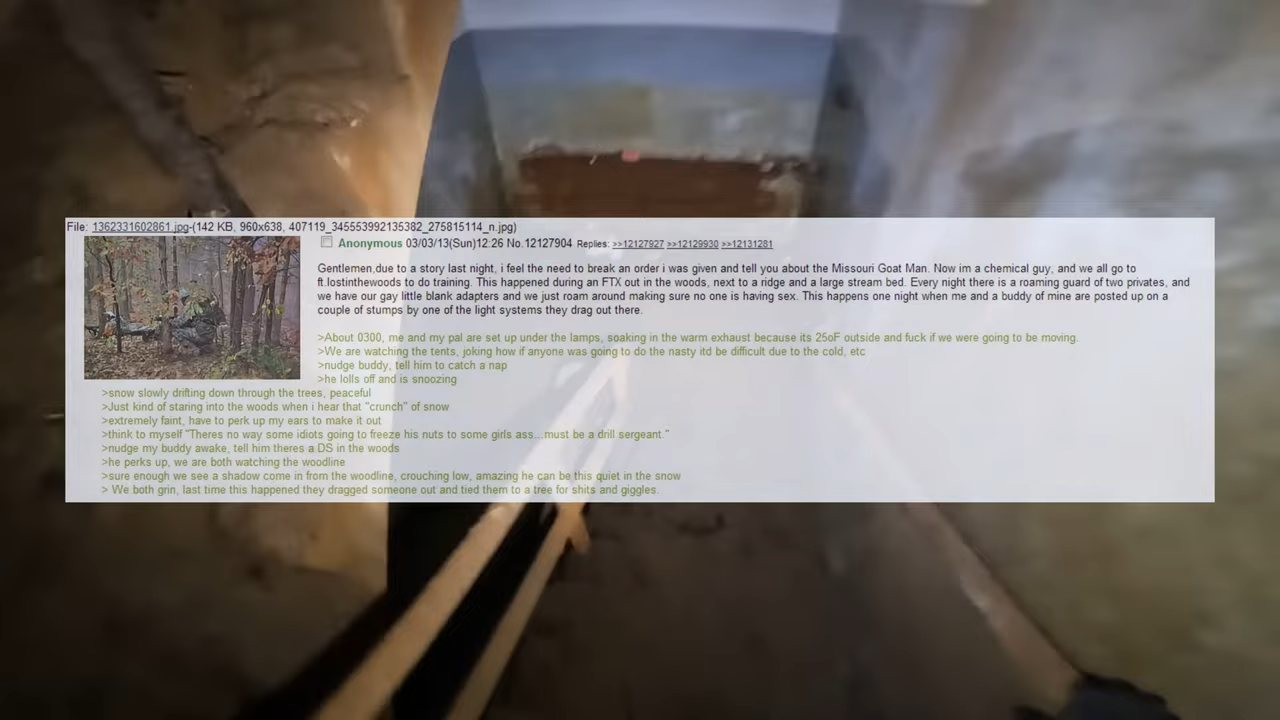 File: 1362331602861.jpg-(142 KB, 960x638, 407119_345553992135382_275815114_n.jpg)
Anonymous 03/03/13(Sun)12:26 No.12127904 Replies: >>12127927 >>12129930 >>12131281
Gentlemen,due to a story last night, i feel the need to break an order i was given and tell you about the Missouri Goat Man. Now im a chemical guy, and we all go to
ft.lostinthewoods to do training. This happened during an FTX out in the woods, next to a ridge and a large stream bed. Every night there is a roaming guard of two privates, and
we have our gay little blank adapters and we just roam around making sure no one is having sex. This happens one night when me and a buddy of mine are posted up on a
couple of stumps by one of the light systems they drag out there.
>About 0300, me and my pal are set up under the lamps, soaking in the warm exhaust because its 25oF outside and fuck if we were going to be moving.
>We are watching the tents, joking how if anyone was going to do the nasty itd be difficult due to the cold, etc
>nudge buddy, tell him to catch a nap
>he lolls off and is snoozing
>snow slowly drifting down through the trees, peaceful
>Just kind of staring into the woods when i hear that "crunch" of snow
>extremely faint, have to perk up my ears to make it out
>think to myself "Theres no way some idiots going to freeze his nuts to some girls ass...must be a drill sergeant."
>nudge my buddy awake, tell him theres a DS in the woods
>he perks up, we are both watching the woodline
>sure enough we see a shadow come in from the woodline, crouching low, amazing he can be this quiet in the snow
> We both grin, last time this happened they dragged someone out and tied them to a tree for shits and giggles.